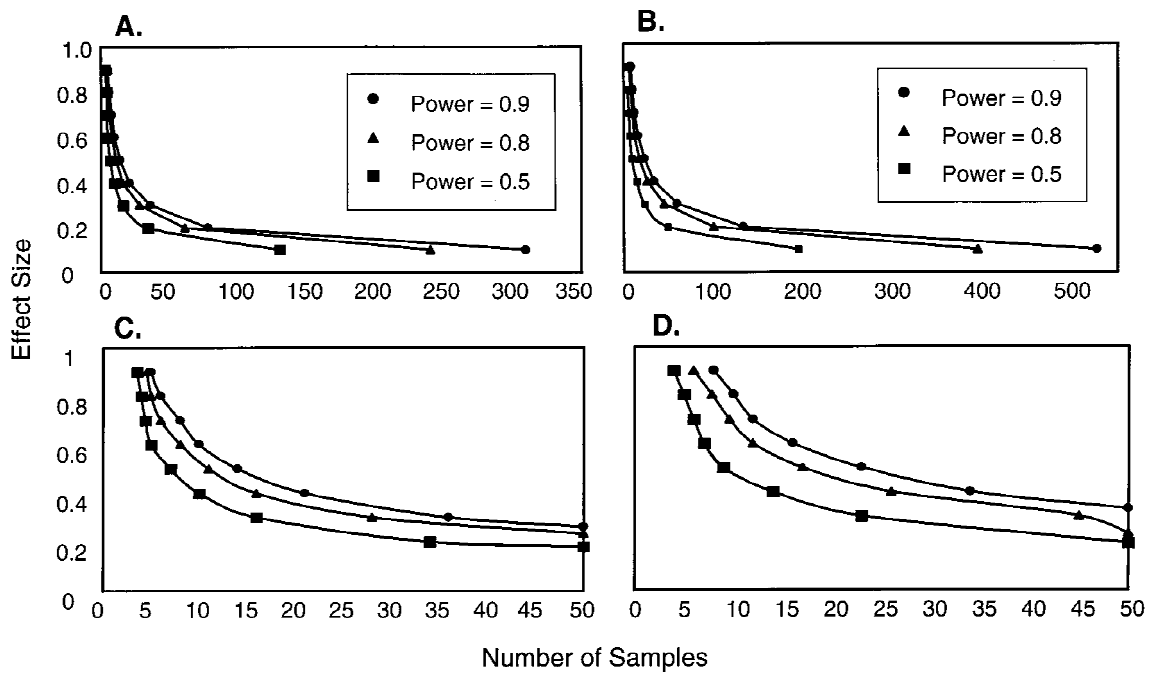 A.
1.0
0.8
0.6
0.4
0.2
0
Power = 0.9
Power = 0.8
Power = 0.5
0 50 100 150 200 250 300 350
B.
Power = 0.9
Power = 0.8
Power = 0.5
0 100 200 300 400 500
Effect Size
C.
1
0.8
0.6
0.4
0.2
0
0 5 10 15 20 25 30 35 40 45 50
D.
0 5 10 15 20 25 30 35 40 45 50
Number of Samples